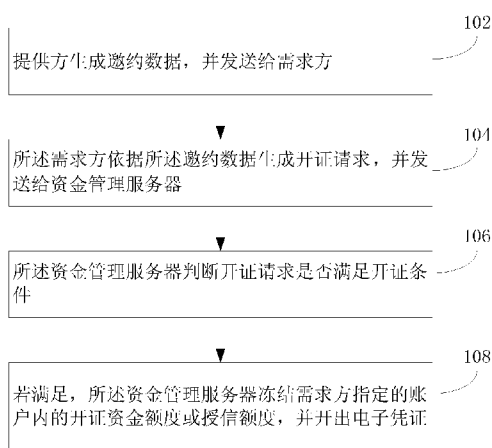 102
提供方生成邀约数据，并发送给需求方
104
所述需求方依据所述邀约数据生成开证请求，并发
送给资金管理服务器
106
所述资金管理服务器判断开证请求是否满足开证条
件
108
若满足，所述资金管理服务器冻结需求方指定的账
户内的开证资金额度或授信额度，并开出电子凭证